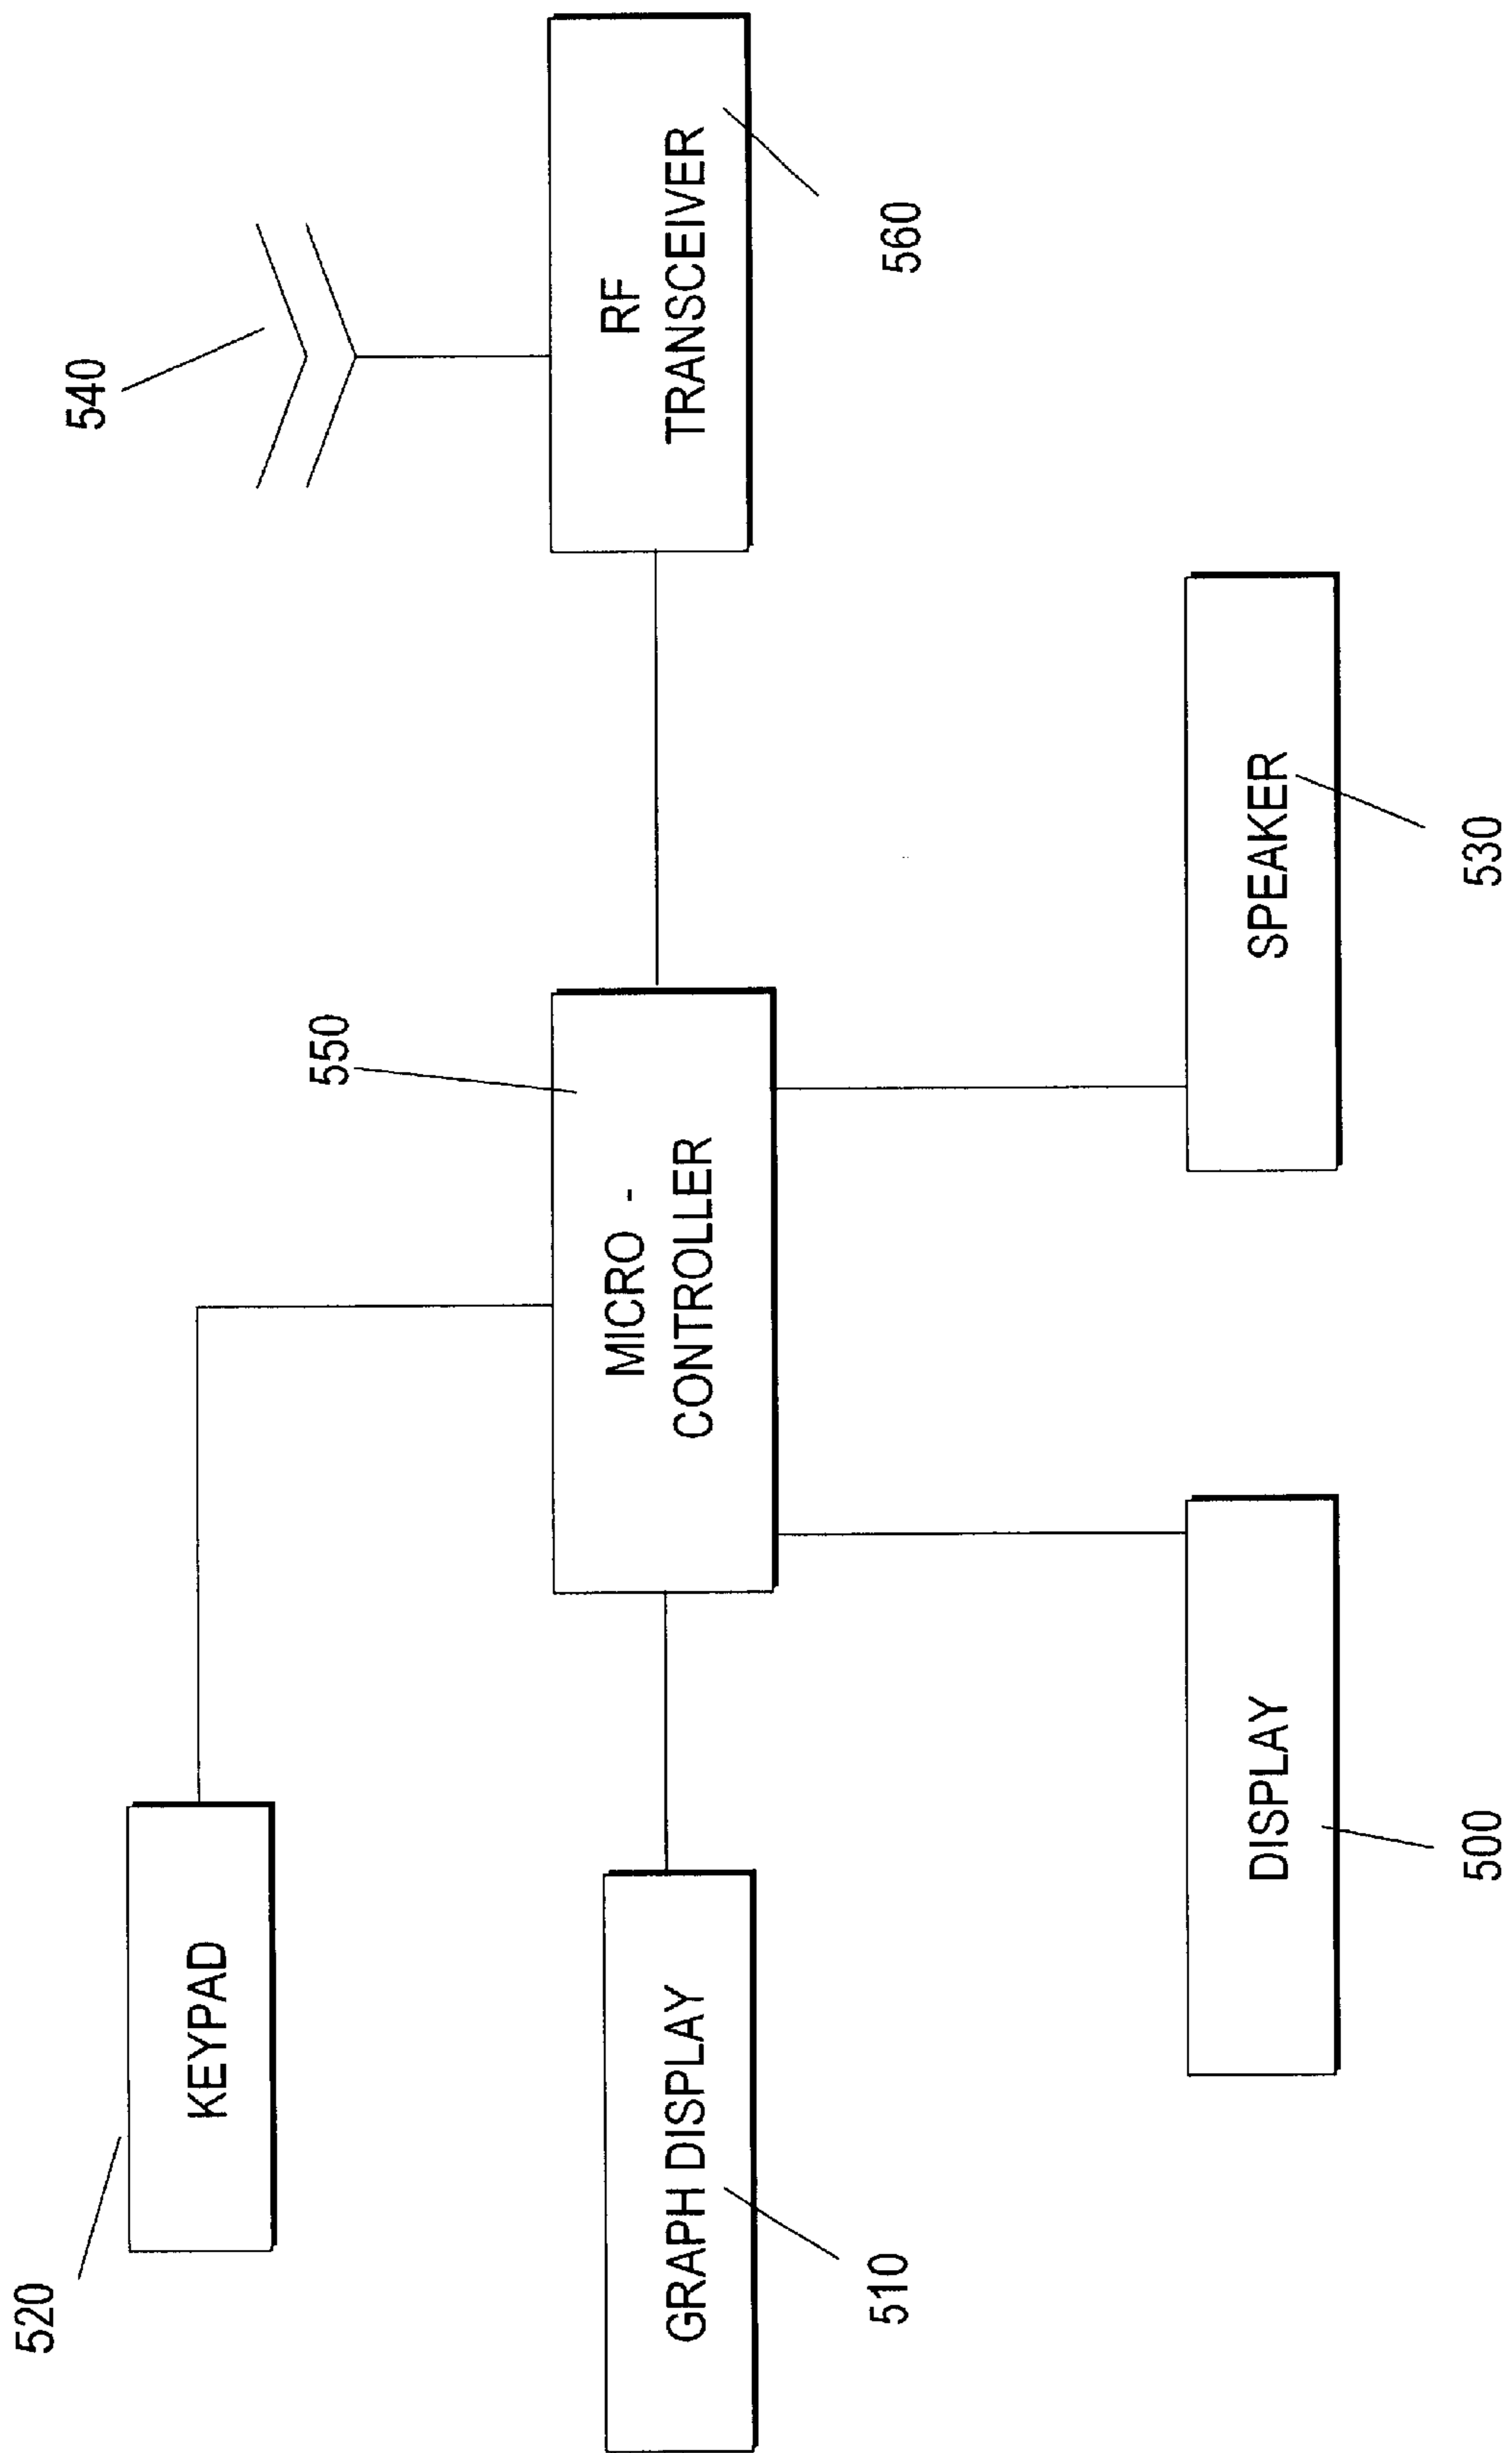 520
KEYPAD
540
550
GRAPH DISPLAY
510
MICRO -
CONTROLLER
RF
TRANSCEIVER
560
DISPLAY
500
SPEAKER
530